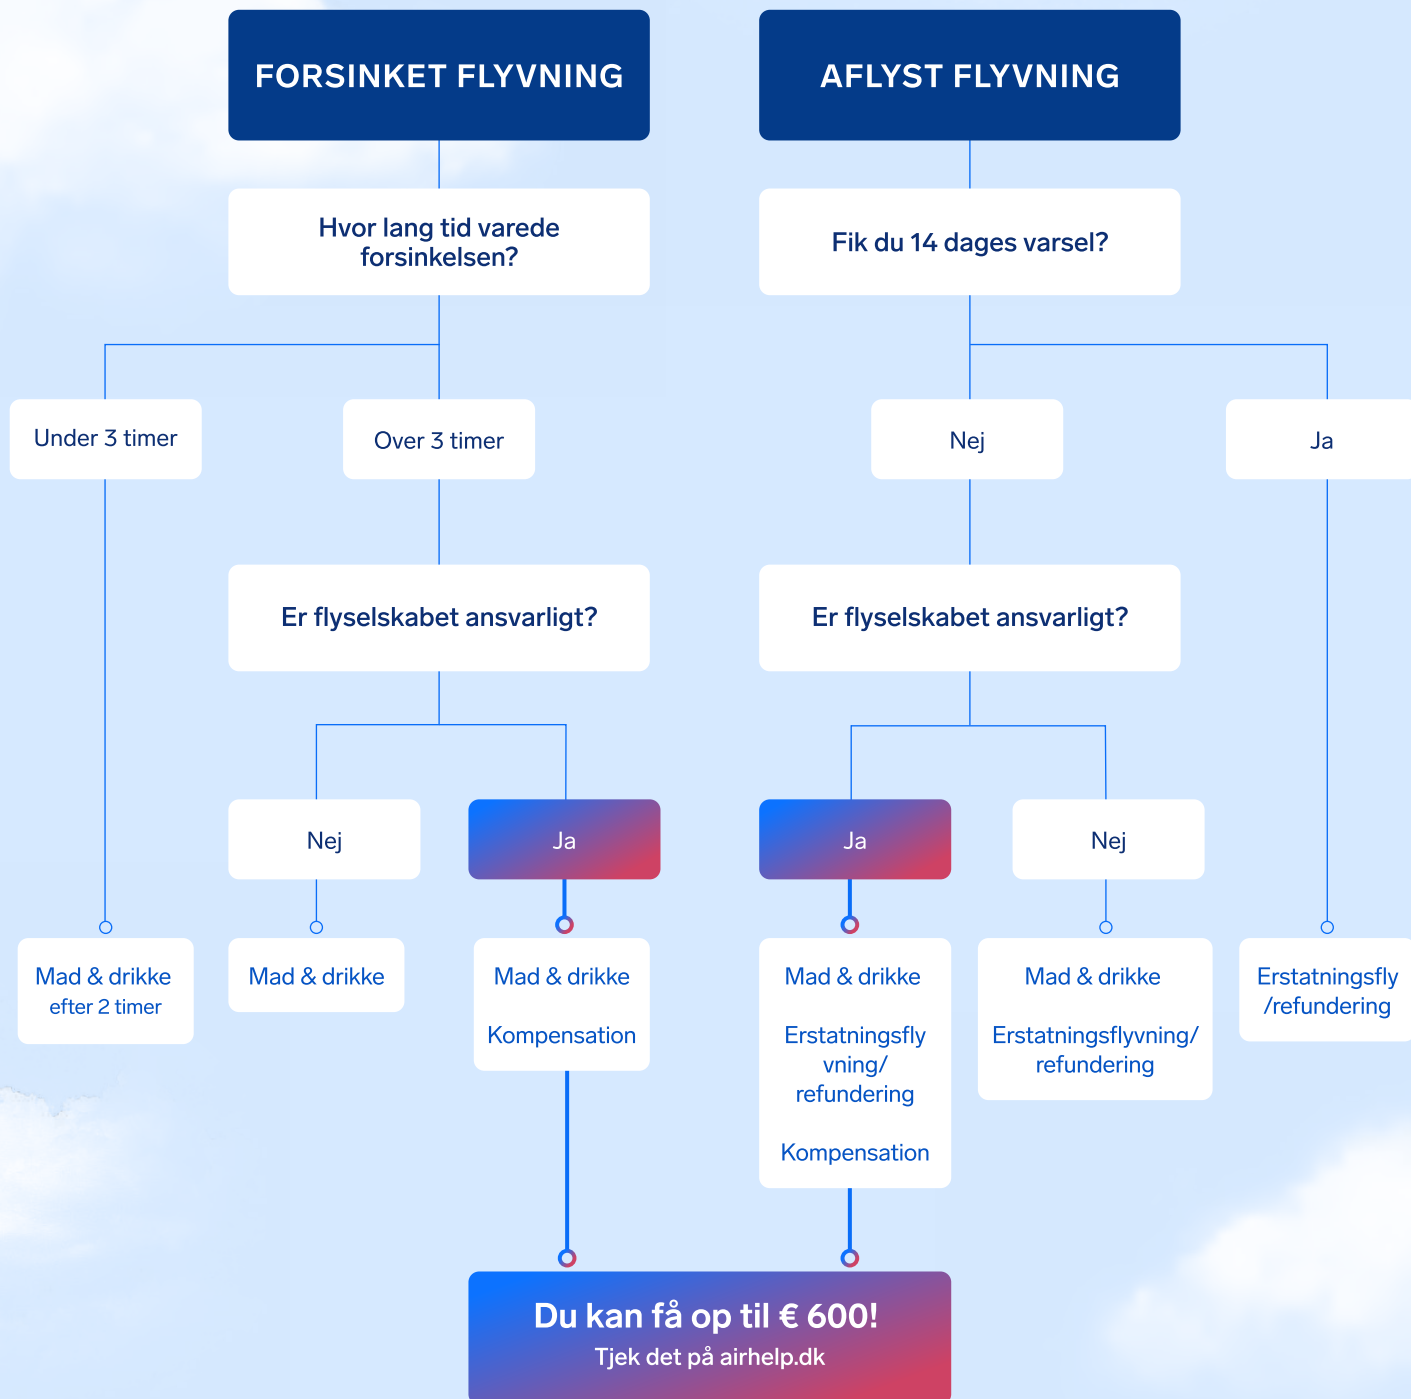 FORSINKET FLYVNING
AFLYST FLYVNING
Hvor lang tid varede
forsinkelsen?
Fik du 14 dages varsel?
Under 3 timer
Over 3 timer
Nej
Ja
Er flyselskabet ansvarligt?
Er flyselskabet ansvarligt?
Nej
Ja
Ja
Nej
Mad & drikke
efter 2 timer
Mad & drikke
Mad & drikke
Kompensation
Mad & drikke
Erstatningsfly
vning/
refundering
Kompensation
Mad & drikke
Erstatningsflyvning/
refundering
Erstatningsfly
/refundering
Du kan få op til € 600!
Tjek det på airhelp.dk